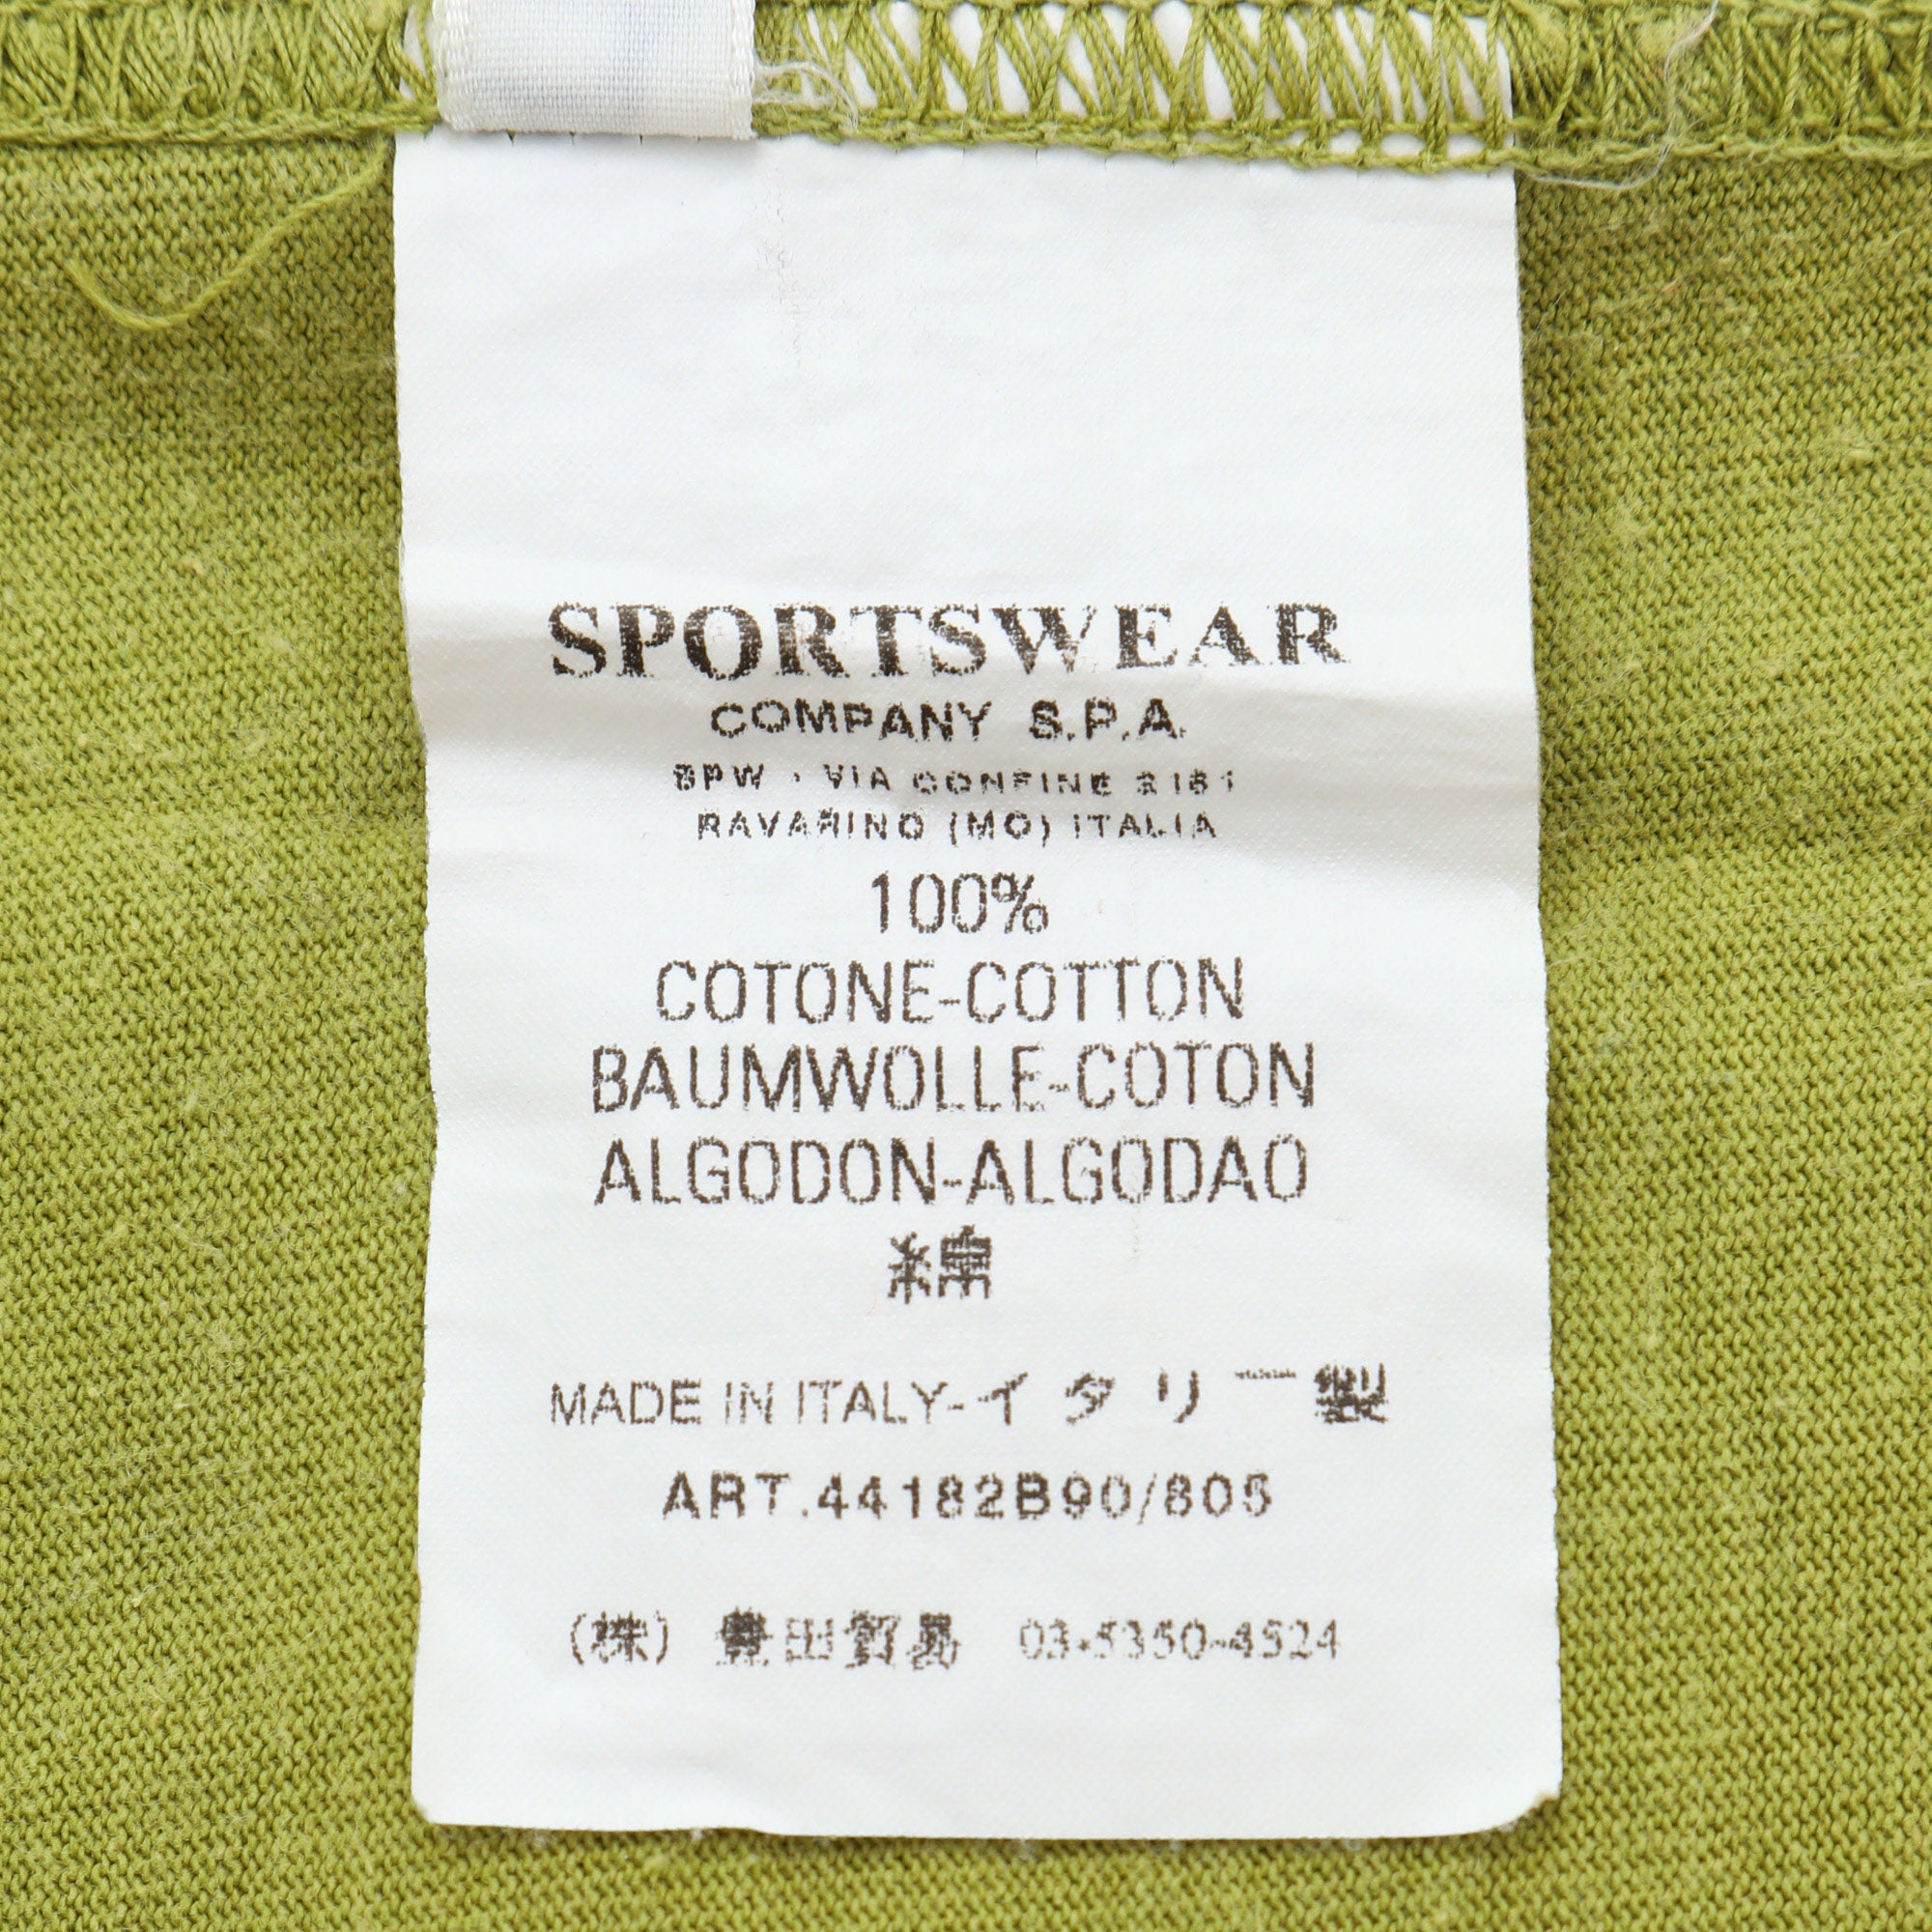 SPORTSWEAR
COMPANY S.P.A.
SPW - VIA CONFINE 2161
RAVARINO (MO) ITALIA
100%
COTONE-COTTON
BAUMWOLLE-COTON
ALGODON-ALGODAO
綿
MADE IN ITALY-イタリー製
ART.44182B90/805
(株) 豊田貿易 03-5350-4524